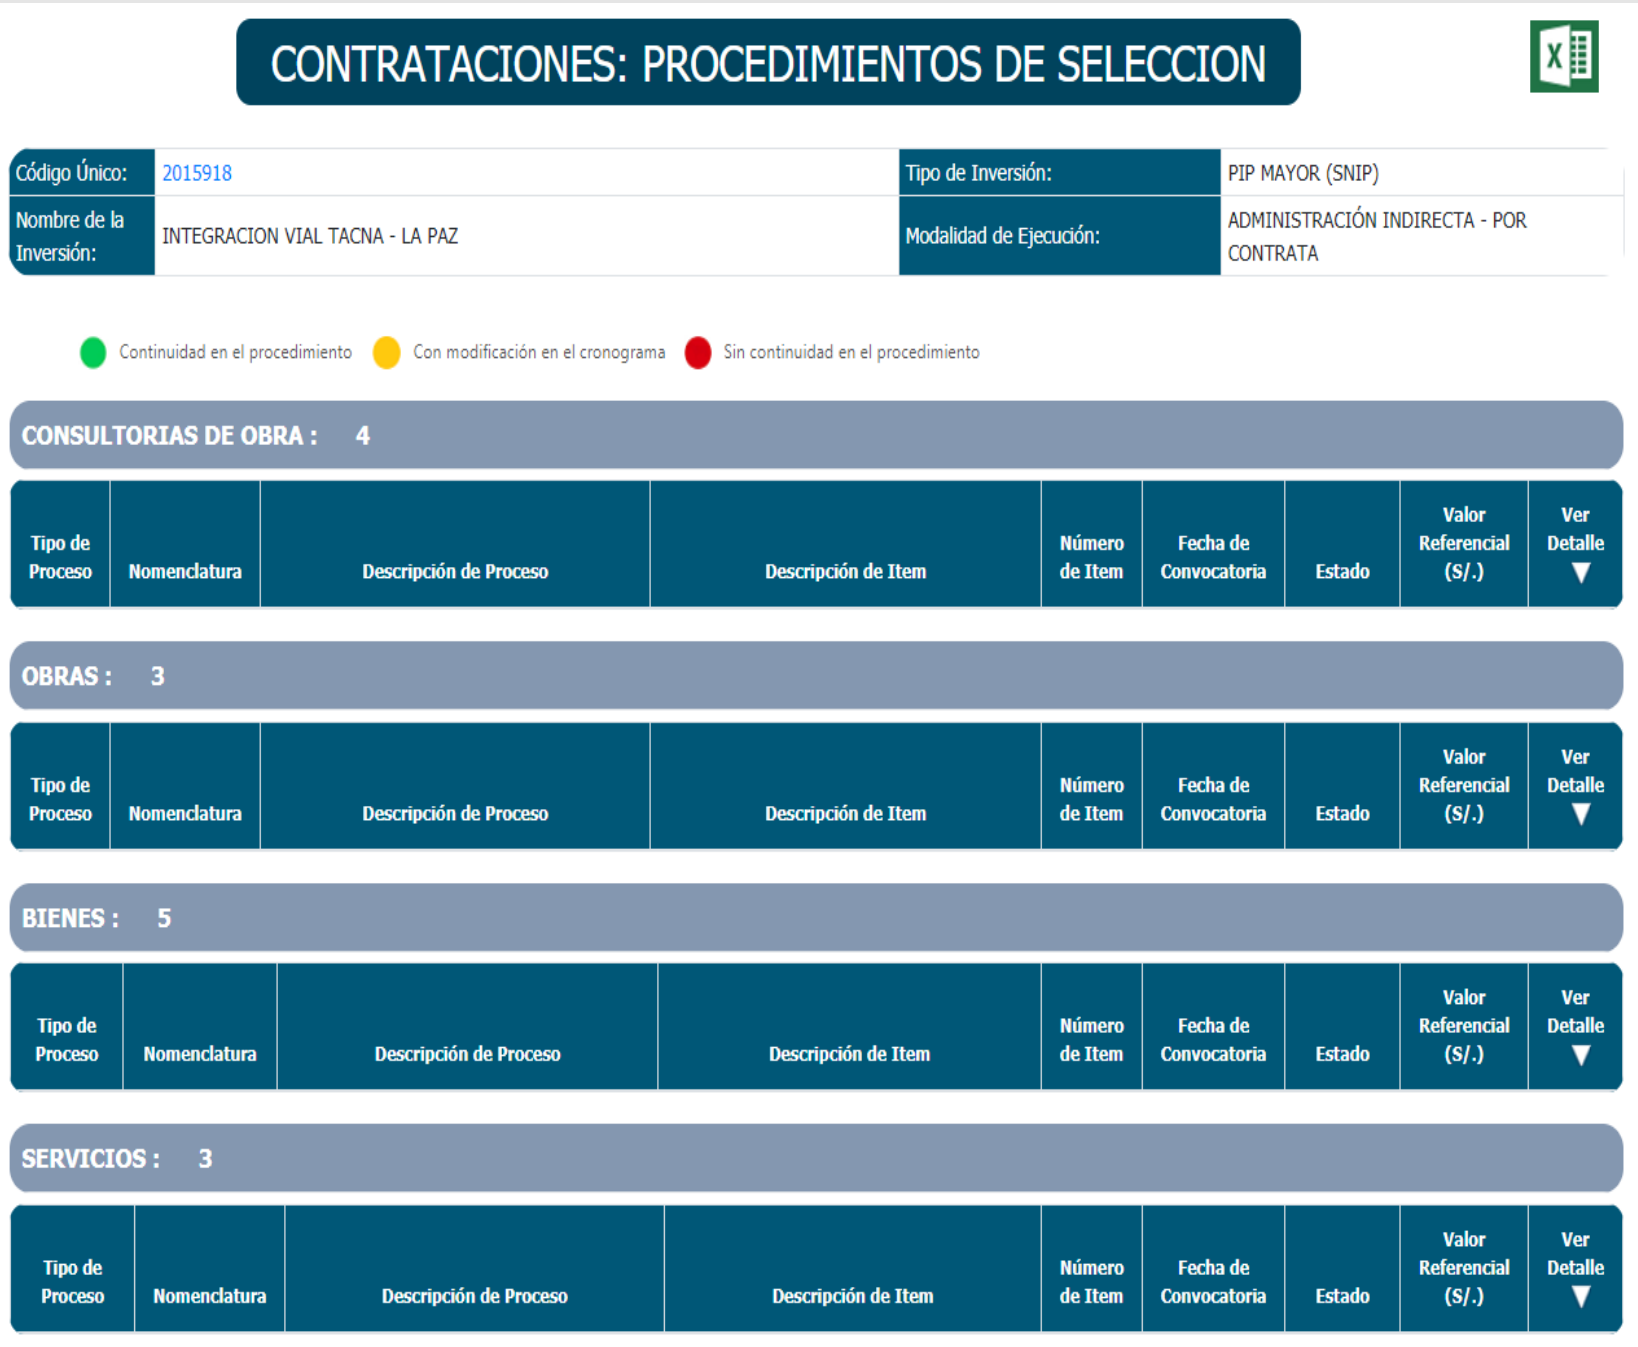 CONTRATACIONES: PROCEDIMIENTOS DE SELECCION
Código Único: 2015918 Tipo de Inversión: PIP MAYOR (SNIP)
Nombre de la Inversión: INTEGRACION VIAL TACNA - LA PAZ Modalidad de Ejecución: ADMINISTRACIÓN INDIRECTA - POR CONTRATA
Continuidad en el procedimiento Con modificación en el cronograma Sin continuidad en el procedimiento
CONSULTORIAS DE OBRA : 4
Tipo de Proceso Nomenclatura Descripción de Proceso Descripción de Item Número de Item Fecha de Convocatoria Estado Valor Referencial (S/.) Ver Detalle
OBRAS : 3
Tipo de Proceso Nomenclatura Descripción de Proceso Descripción de Item Número de Item Fecha de Convocatoria Estado Valor Referencial (S/.) Ver Detalle
BIENES : 5
Tipo de Proceso Nomenclatura Descripción de Proceso Descripción de Item Número de Item Fecha de Convocatoria Estado Valor Referencial (S/.) Ver Detalle
SERVICIOS : 3
Tipo de Proceso Nomenclatura Descripción de Proceso Descripción de Item Número de Item Fecha de Convocatoria Estado Valor Referencial (S/.) Ver Detalle